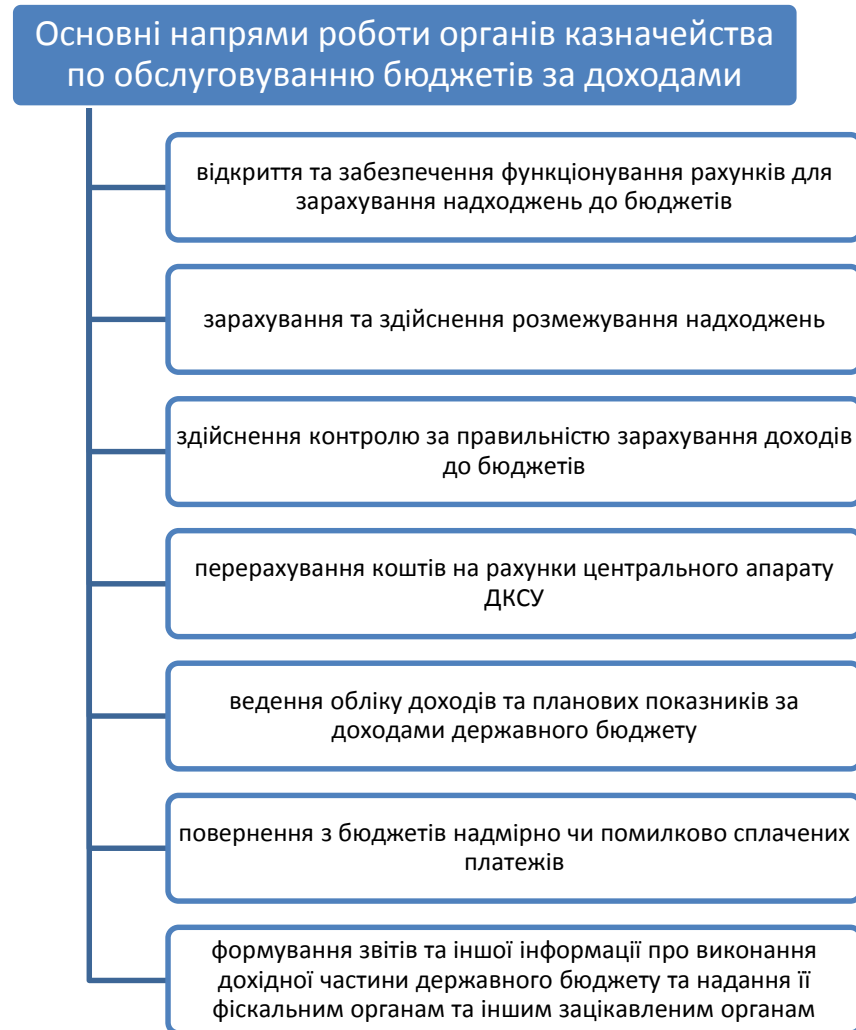 Основні напрями роботи органів казначейства
по обслуговуванню бюджетів за доходами
відкриття та забезпечення функціонування рахунків для
зарахування надходжень до бюджетів
зарахування та здійснення розмежування надходжень
здійснення контролю за правильністю зарахування доходів
до бюджетів
перерахування коштів на рахунки центрального апарату
ДКСУ
ведення обліку доходів та планових показників за
доходами державного бюджету
повернення з бюджетів надмірно чи помилково сплачених
платежів
формування звітів та іншої інформації про виконання
дохідної частини державного бюджету та надання її
фіскальним органам та іншим зацікавленим органам